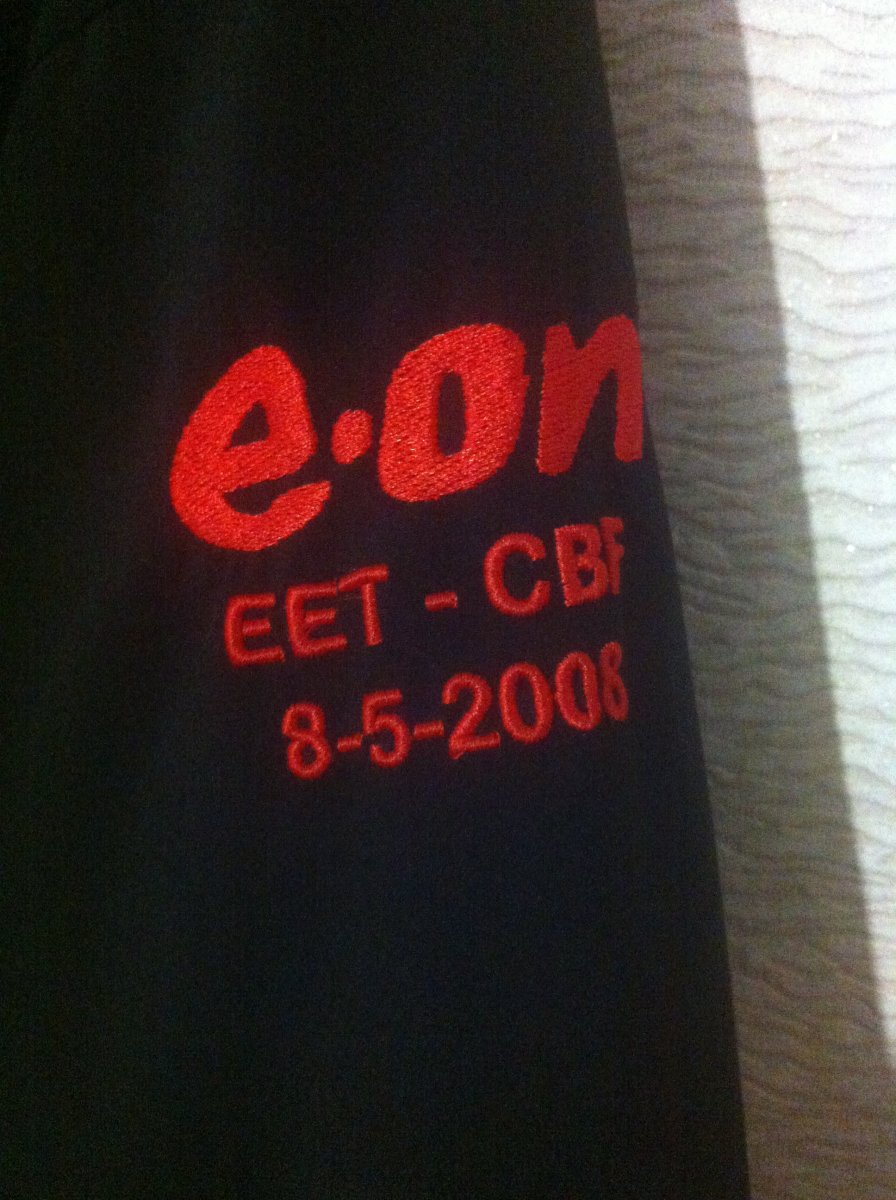 e·on
EET - CBF
8-5-2008